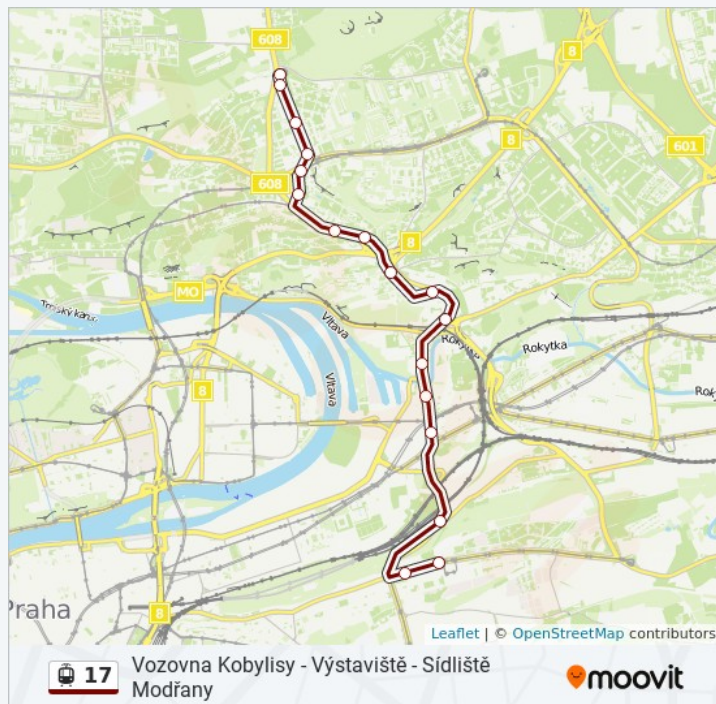 608
8
8
601
608
8
MO
Trojský kanál
Vltava
Rokytka
Rokytka
Vltava
8
Praha
8
Leaflet | © OpenStreetMap contributors
17 Vozovna Kobylisy - Výstaviště - Sídliště
Modřany
moovit